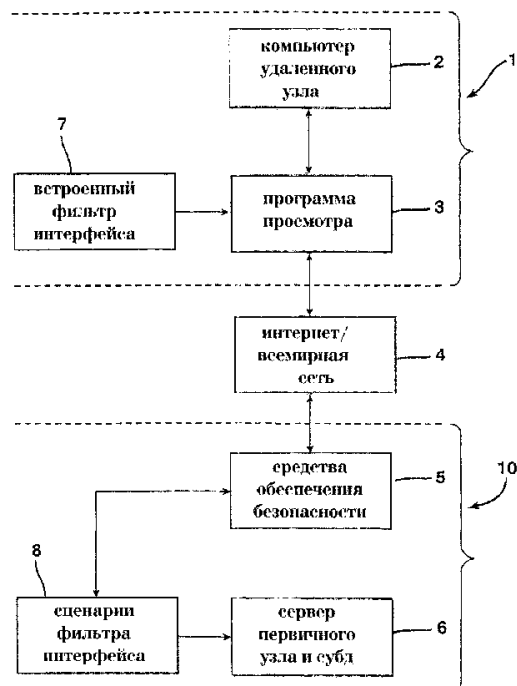 компьютер
удаленного
узла
2
1
7
встроенный
фильтр
интерфейса
программа
просмотра
3
интернет/
всемирная
сеть
4
средства
обеспечения
безопасности
5
10
8
сценарии
фильтра
интерфейса
сервер
первичного
узла и субд
6